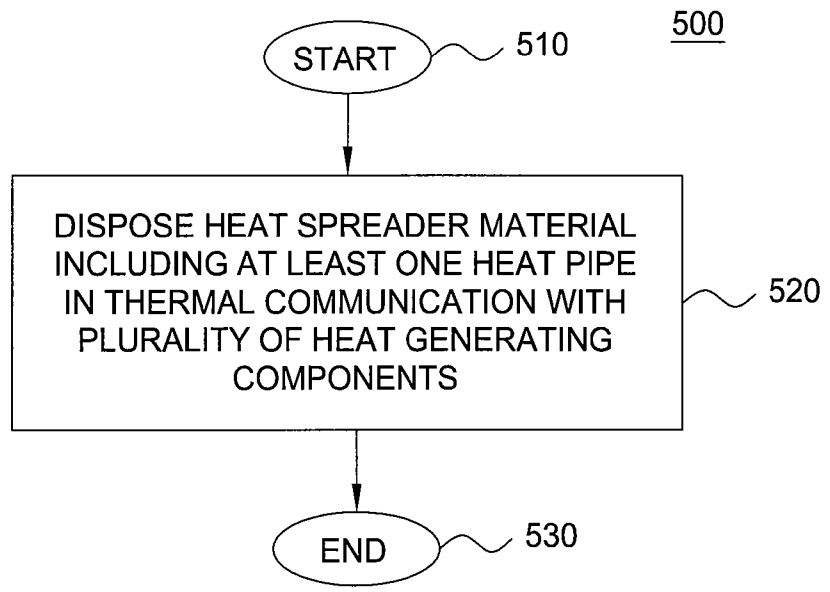 500
START 510
DISPOSE HEAT SPREADER MATERIAL
INCLUDING AT LEAST ONE HEAT PIPE
IN THERMAL COMMUNICATION WITH
PLURALITY OF HEAT GENERATING
COMPONENTS
520
END 530